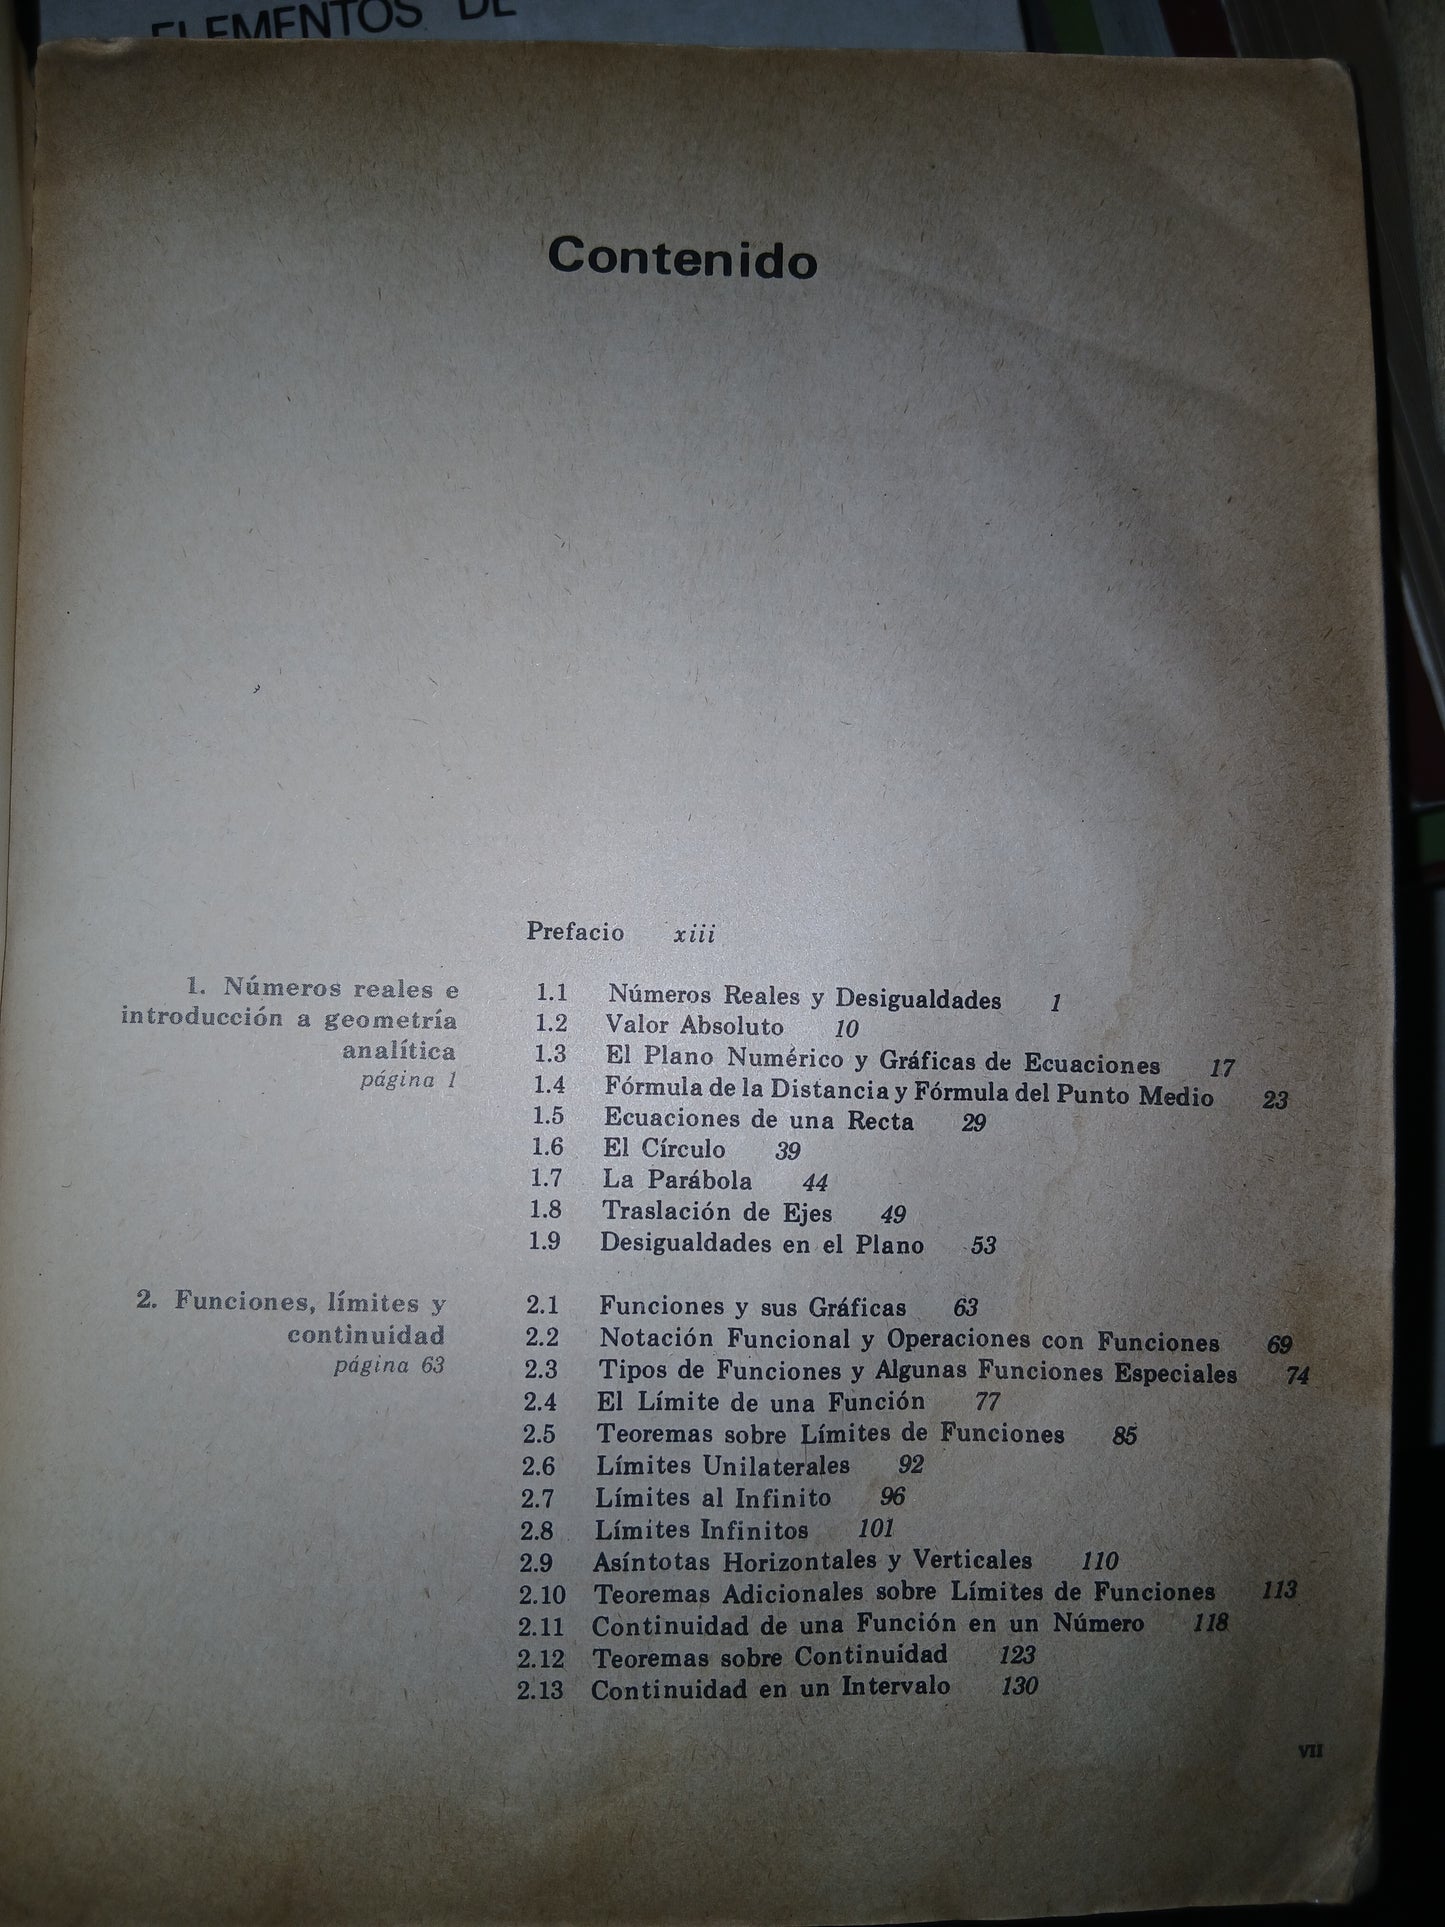 ELEMENTOS DE
Contenido
Prefacio xiii
1. Números reales e
introducción a geometría
analítica
página 1
1.1 Números Reales y Desigualdades 1
1.2 Valor Absoluto 10
1.3 El Plano Numérico y Gráficas de Ecuaciones 17
1.4 Fórmula de la Distancia y Fórmula del Punto Medio 23
1.5 Ecuaciones de una Recta 29
1.6 El Círculo 39
1.7 La Parábola 44
1.8 Traslación de Ejes 49
1.9 Desigualdades en el Plano 53
2. Funciones, límites y
continuidad
página 63
2.1 Funciones y sus Gráficas 63
2.2 Notación Funcional y Operaciones con Funciones 69
2.3 Tipos de Funciones y Algunas Funciones Especiales 74
2.4 El Límite de una Función 77
2.5 Teoremas sobre Límites de Funciones 85
2.6 Límites Unilaterales 92
2.7 Límites al Infinito 96
2.8 Límites Infinitos 101
2.9 Asíntotas Horizontales y Verticales 110
2.10 Teoremas Adicionales sobre Límites de Funciones 113
2.11 Continuidad de una Función en un Número 118
2.12 Teoremas sobre Continuidad 123
2.13 Continuidad en un Intervalo 130
VII